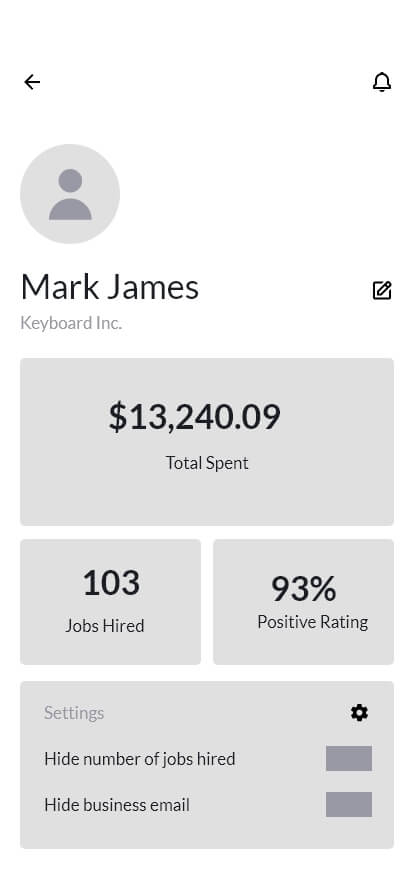 Mark James
Keyboard Inc.
$13,240.09
Total Spent
103
Jobs Hired
93%
Positive Rating
Settings
Hide number of jobs hired
Hide business email